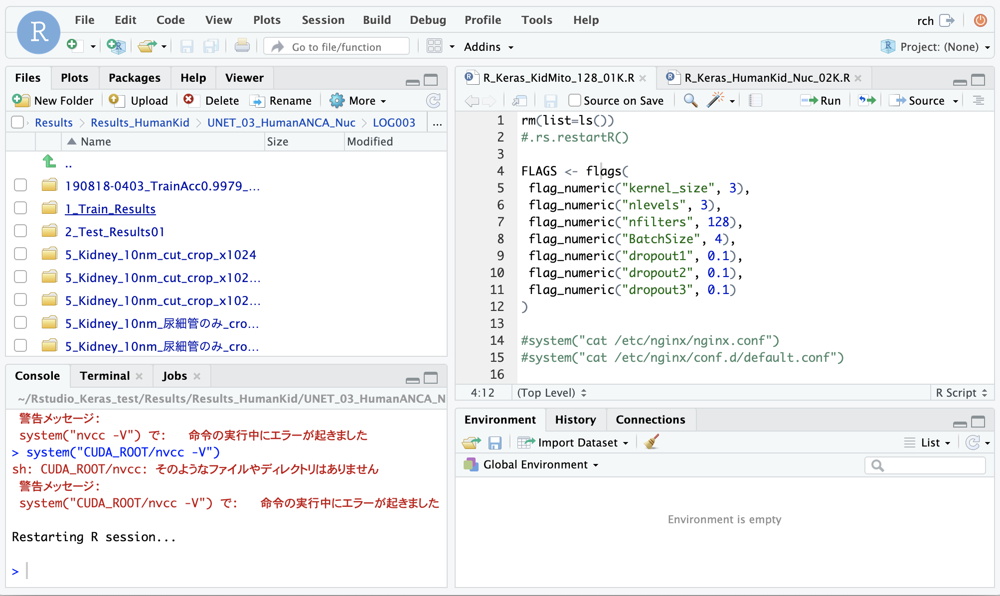 R
File Edit Code View Plots Session Build Debug Profile Tools Help
rch
Go to file/function
Addins
Project: (None)
Files Plots Packages Help Viewer
New Folder Upload Delete Rename More
Results Results_HumanKid UNET_03_HumanANCA_Nuc LOG003 ...
Name Size Modified
..
190818-0403_TrainAcc0.9979_...
1_Train_Results
2_Test_Results01
5_Kidney_10nm_cut_crop_x1024
5_Kidney_10nm_cut_crop_x102...
5_Kidney_10nm_cut_crop_x102...
5_Kidney_10nm_尿細管のみ_cro...
5_Kidney_10nm_尿細管のみ_cro...
Console Terminal Jobs
~/Rstudio_Keras_test/Results/Results_HumanKid/UNET_03_HumanANCA_N
警告メッセージ:
system("nvcc -V") で: 命令の実行中にエラーが起きました
> system("CUDA_ROOT/nvcc -V")
sh: CUDA_ROOT/nvcc: そのようなファイルやディレクトリはありません
警告メッセージ:
system("CUDA_ROOT/nvcc -V") で: 命令の実行中にエラーが起きました
Restarting R session...
>
R_Keras_KidMito_128_01K.R R_Keras_HumanKid_Nuc_02K.R
Source on Save Run Source
1 rm(list=ls())
2 #.rs.restartR()
3
4 FLAGS <- flags(
5 flag_numeric("kernel_size", 3),
6 flag_numeric("nlevels", 3),
7 flag_numeric("nfilters", 128),
8 flag_numeric("BatchSize", 4),
9 flag_numeric("dropout1", 0.1),
10 flag_numeric("dropout2", 0.1),
11 flag_numeric("dropout3", 0.1)
12 )
13
14 #system("cat /etc/nginx/nginx.conf")
15 #system("cat /etc/nginx/conf.d/default.conf")
16
4:12 (Top Level) R Script
Environment History Connections
Import Dataset List
Global Environment
Environment is empty